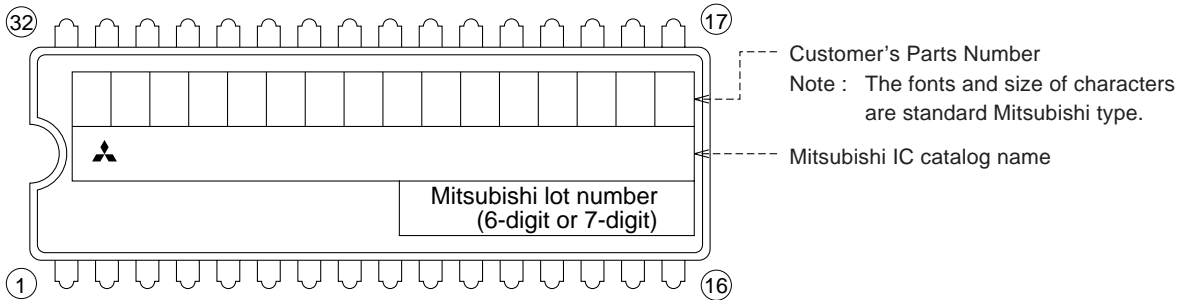 32
17
Customer's Parts Number
Note : The fonts and size of characters
are standard Mitsubishi type.
Mitsubishi IC catalog name
Mitsubishi lot number
(6-digit or 7-digit)
1
16